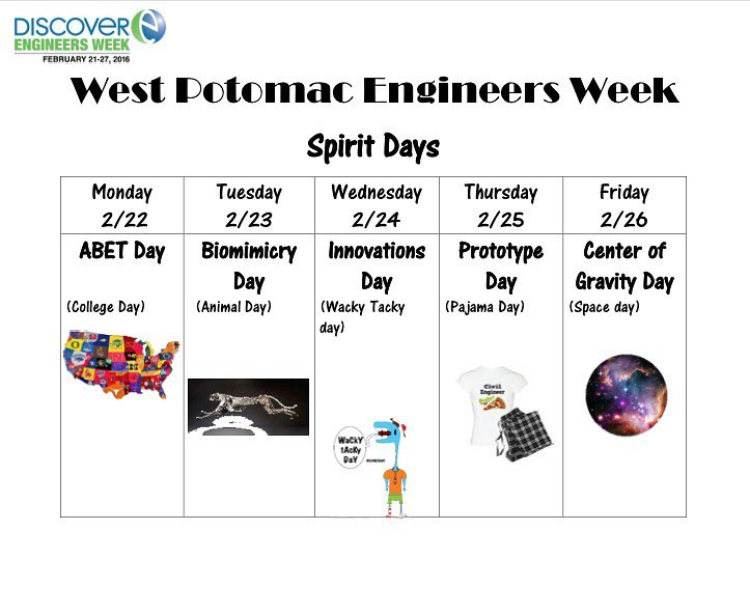 DISCOVER e
ENGINEERS WEEK
FEBRUARY 21-27, 2016
West Potomac Engineers Week
Spirit Days
Monday
2/22
Tuesday
2/23
Wednesday
2/24
Thursday
2/25
Friday
2/26
ABET Day
(College Day)
Biomimicry
Day
(Animal Day)
Innovations
Day
(Wacky Tacky
day)
WaCkY
tAcKy
DaY
Prototype
Day
(Pajama Day)
Civil
Engineer
Center of
Gravity Day
(Space day)